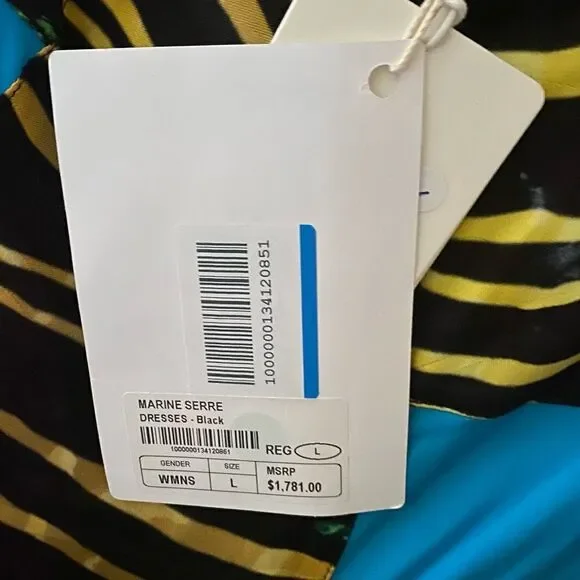 1000000134120851
MARINE SERRE
DRESSES - Black
1000000134120851
REG L
GENDER SIZE MSRP
WMNS L $1,781.00